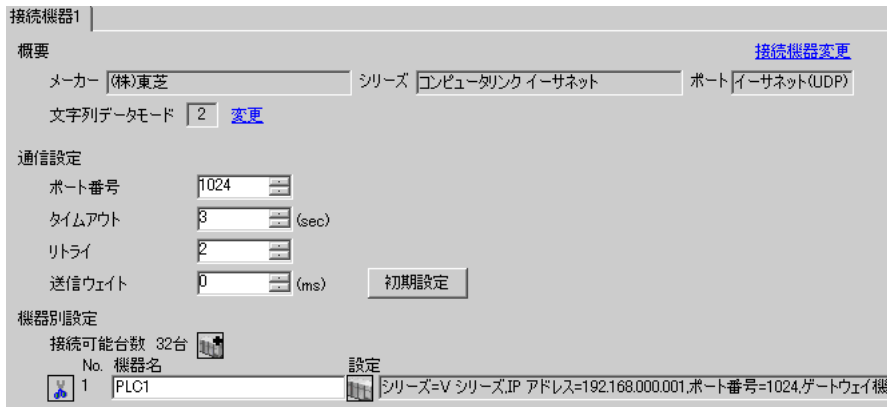 接続機器1
概要 接続機器変更
メーカー (株)東芝 シリーズ コンピュータリンク イーサネット ポート イーサネット(UDP)
文字列データモード 2 変更
通信設定
ポート番号 1024
タイムアウト 3 (sec)
リトライ 2
送信ウェイト 0 (ms) 初期設定
機器別設定
接続可能台数 32台
No. 機器名 設定
1 PLC1 シリーズ=V シリーズ,IP アドレス=192.168.000.001,ポート番号=1024,ゲートウェイ機